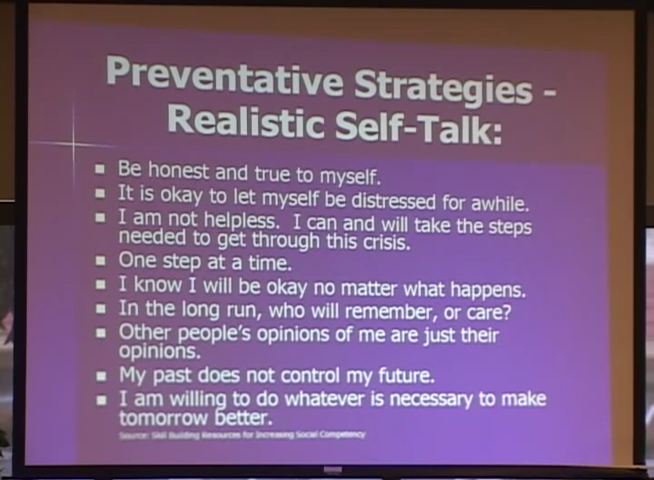 Preventative Strategies -
Realistic Self-Talk:
■ Be honest and true to myself.
■ It is okay to let myself be distressed for awhile.
■ I am not helpless. I can and will take the steps
needed to get through this crisis.
■ One step at a time.
■ I know I will be okay no matter what happens.
■ In the long run, who will remember, or care?
■ Other people's opinions of me are just their
opinions.
■ My past does not control my future.
■ I am willing to do whatever is necessary to make
tomorrow better.
Source: Skill Building Resources for Increasing Social Competency